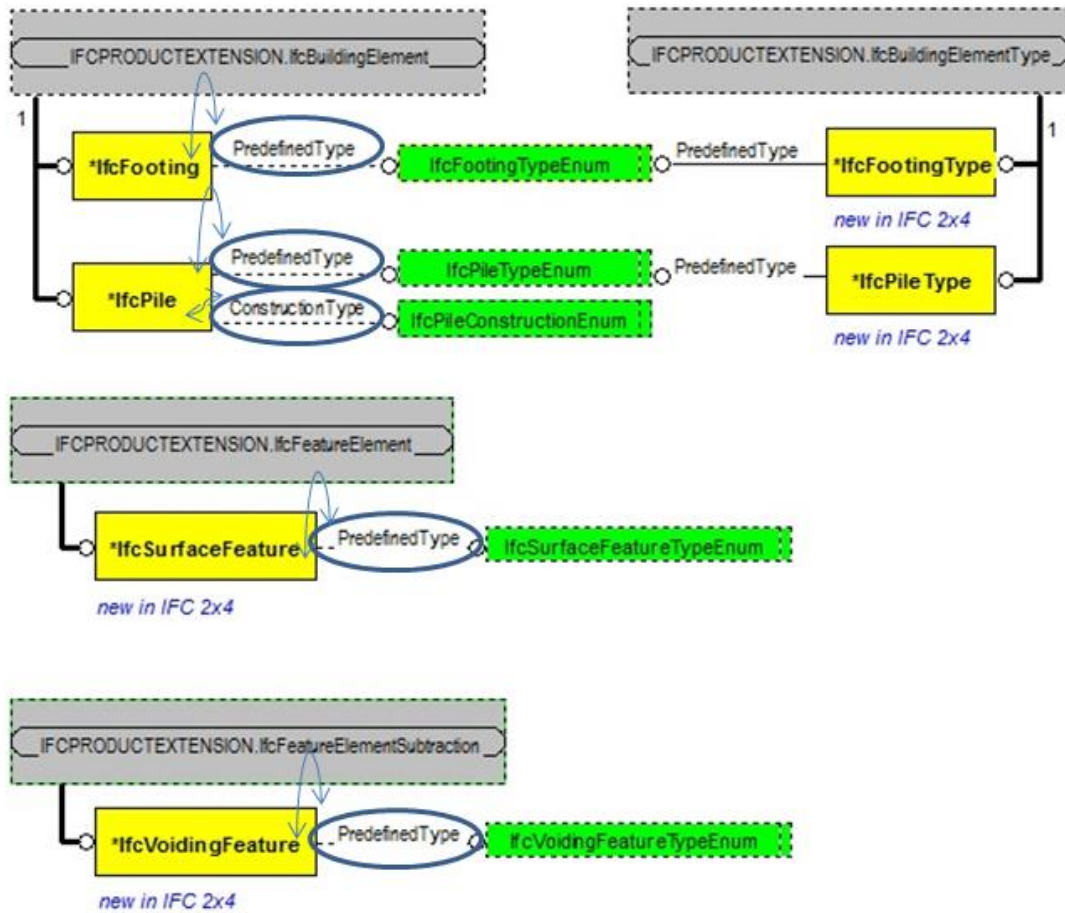 IFCPRODUCTEXTENSION.IfcBuildingElement
IFCPRODUCTEXTENSION.IfcBuildingElementType
1
1
*IfcFooting
PredefinedType
IfcFootingTypeEnum
PredefinedType
*IfcFootingType
new in IFC 2x4
*IfcPile
PredefinedType
IfcPileTypeEnum
PredefinedType
*IfcPileType
ConstructionType
IfcPileConstructionEnum
new in IFC 2x4
IFCPRODUCTEXTENSION.IfcFeatureElement
*IfcSurfaceFeature
PredefinedType
IfcSurfaceFeatureTypeEnum
new in IFC 2x4
IFCPRODUCTEXTENSION.IfcFeatureElementSubtraction
*IfcVoidingFeature
PredefinedType
IfcVoidingFeatureTypeEnum
new in IFC 2x4